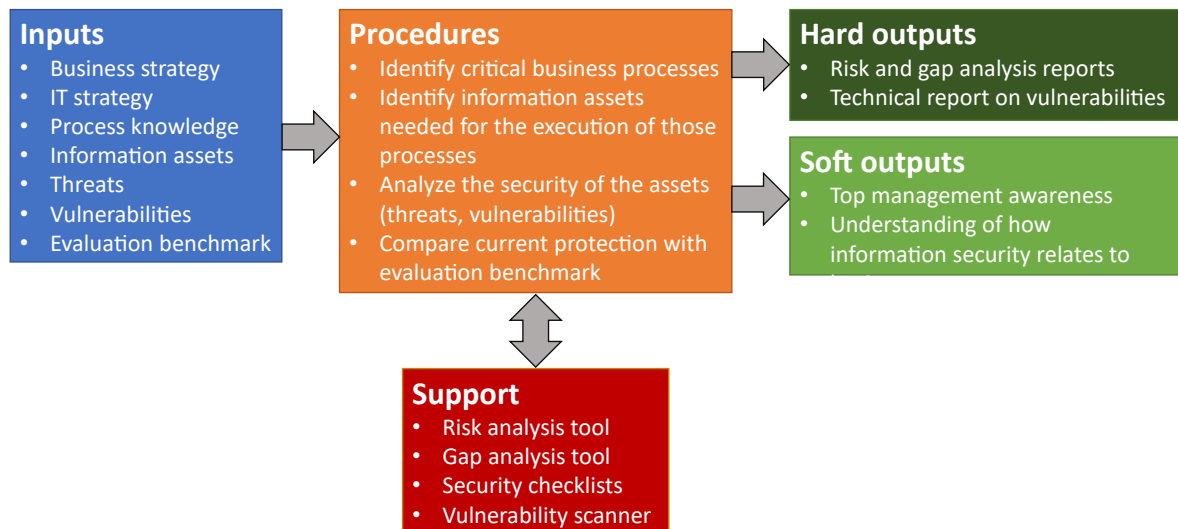 Inputs
• Business strategy
• IT strategy
• Process knowledge
• Information assets
• Threats
• Vulnerabilities
• Evaluation benchmark
Procedures
• Identify critical business processes
• Identify information assets
needed for the execution of those
processes
• Analyze the security of the assets
(threats, vulnerabilities)
• Compare current protection with
evaluation benchmark
Hard outputs
• Risk and gap analysis reports
• Technical report on vulnerabilities
Soft outputs
• Top management awareness
• Understanding of how
information security relates to
Support
• Risk analysis tool
• Gap analysis tool
• Security checklists
• Vulnerability scanner